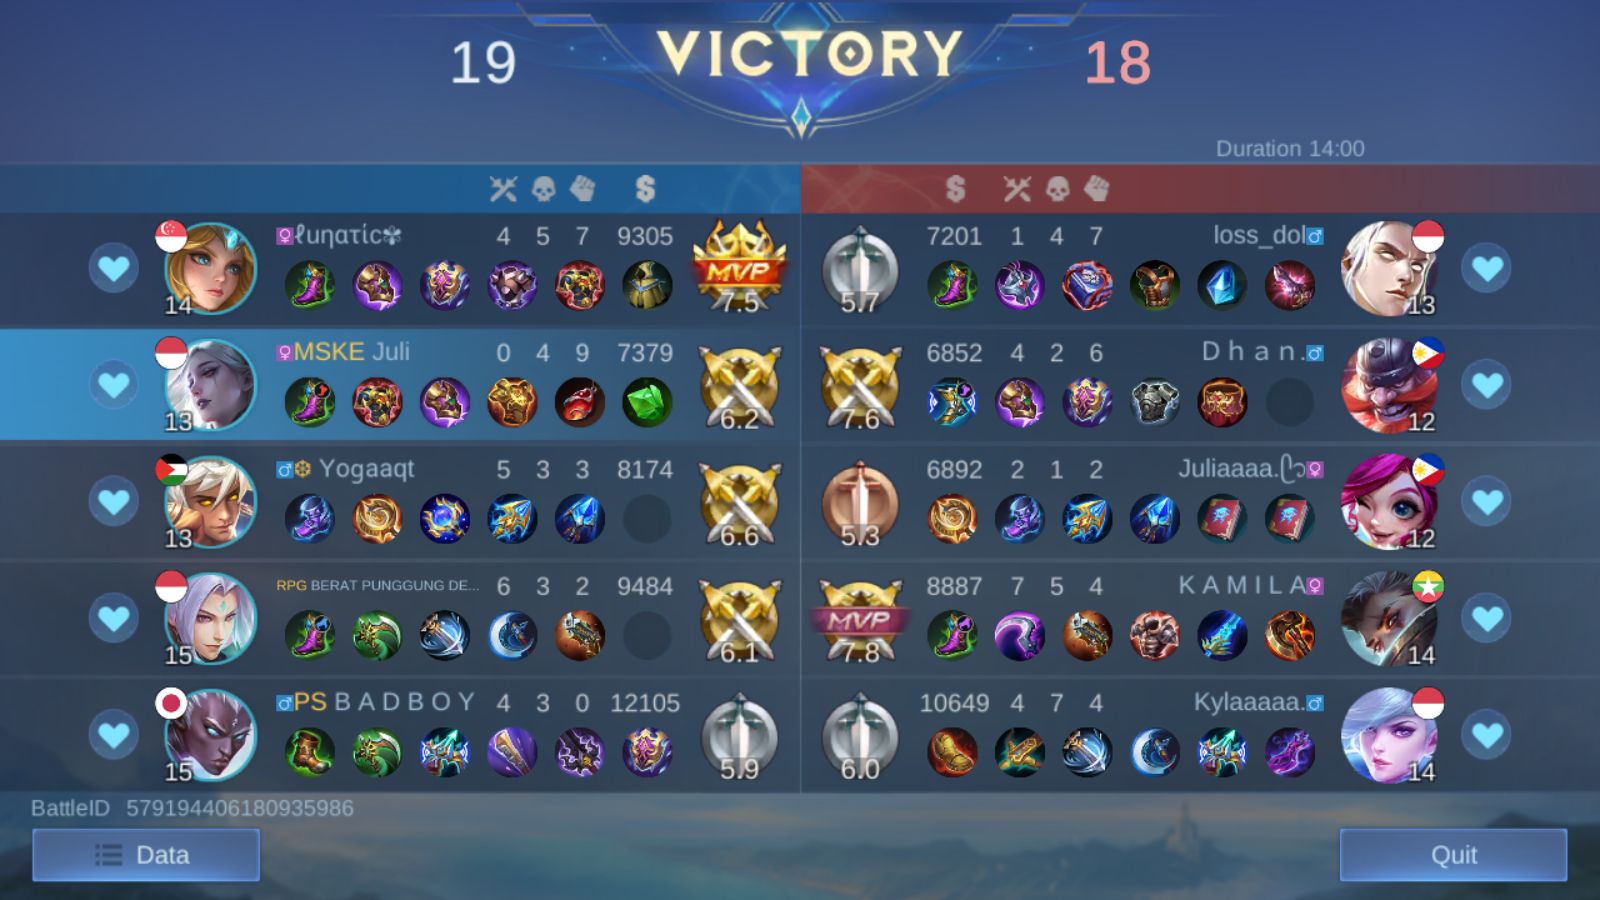 19
VICTORY
18
Duration 14:00
ℓυηατίc✾ 4 5 7 9305 MVP 7.5
14
5.7 7201 1 4 7 loss_dol
13
MSKE Juli 0 4 9 7379 6.2
13
7.6 6852 4 2 6 D h a n .
12
Yogaaqt 5 3 3 8174 6.6
13
5.3 6892 2 1 2 Juliaaaa.
12
RPG BERAT PUNGGUNG DE... 6 3 2 9484 6.1
15
MVP 7.8 8887 7 5 4 K A M I L A
14
PS B A D B O Y 4 3 0 12105 5.9
15
6.0 10649 4 7 4 Kylaaaaa.
14
BattleID 579194406180935986
Data
Quit